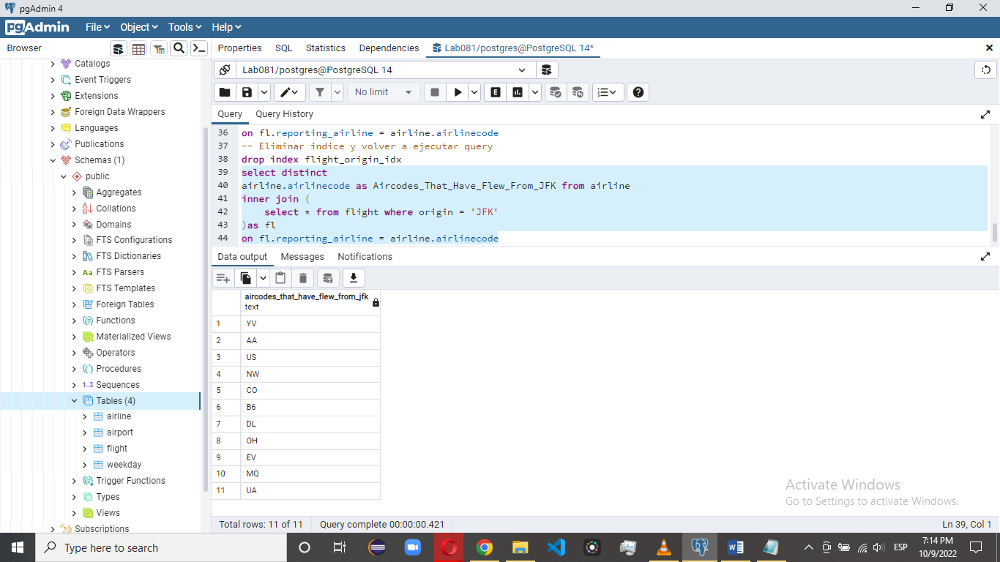 pgAdmin 4
pgAdmin File Object Tools Help
Browser
Properties SQL Statistics Dependencies Lab081/postgres@PostgreSQL 14*
Catalogs
Event Triggers
Extensions
Foreign Data Wrappers
Languages
Publications
Schemas (1)
public
Aggregates
Collations
Domains
FTS Configurations
FTS Dictionaries
Aa FTS Parsers
FTS Templates
Foreign Tables
Functions
Materialized Views
Operators
Procedures
1..3 Sequences
Tables (4)
airline
airport
flight
weekday
Trigger Functions
Types
Views
Subscriptions
Lab081/postgres@PostgreSQL 14
No limit
E
Query Query History
36 on fl.reporting_airline = airline.airlinecode
37 -- Eliminar indice y volver a ejecutar query
38 drop index flight_origin_idx
39 select distinct
40 airline.airlinecode as Aircodes_That_Have_Flew_From_JFK from airline
41 inner join (
42 select * from flight where origin = 'JFK'
43 )as fl
44 on fl.reporting_airline = airline.airlinecode
Data output Messages Notifications
aircodes_that_have_flew_from_jfk
text
1 YV
2 AA
3 US
4 NW
5 CO
6 B6
7 DL
8 OH
9 EV
10 MQ
11 UA
Activate Windows
Go to Settings to activate Windows.
Total rows: 11 of 11 Query complete 00:00:00.421 Ln 39, Col 1
Type here to search
ESP
7:14 PM
10/9/2022